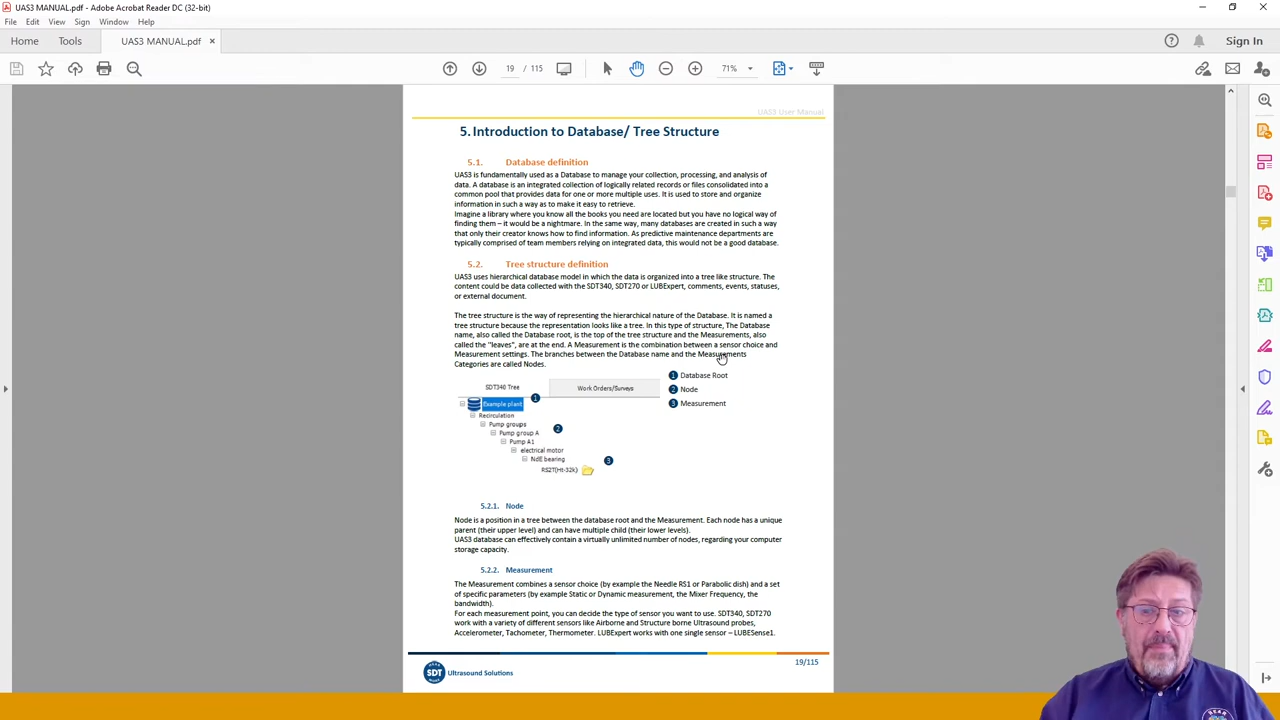 UAS3 MANUAL.pdf - Adobe Acrobat Reader DC (32-bit)
File Edit View Sign Window Help
Home Tools UAS3 MANUAL.pdf × Sign In
19 / 115 71%
UAS3 User Manual
5. Introduction to Database/ Tree Structure
5.1. Database definition
UAS3 is fundamentally used as a Database to manage your collection, processing, and analysis of
data. A database is an integrated collection of logically related records or files consolidated into a
common pool that provides data for one or more multiple uses. It is used to store and organize
information in such a way as to make it easy to retrieve.
Imagine a library where you know all the books you need are located but you have no logical way of
finding them – it would be a nightmare. In the same way, many databases are created in such a way
that only their creator knows how to find information. As predictive maintenance departments are
typically comprised of team members relying on integrated data, this would not be a good database.
5.2. Tree structure definition
UAS3 uses hierarchical database model in which the data is organized into a tree like structure. The
content could be data collected with the SDT340, SDT270 or LUBExpert, comments, events, statuses,
or external document.
The tree structure is the way of representing the hierarchical nature of the Database. It is named a
tree structure because the representation looks like a tree. In this type of structure, The Database
name, also called the Database root, is the top of the tree structure and the Measurements, also
called the "leaves", are at the end. A Measurement is the combination between a sensor choice and
Measurement settings. The branches between the Database name and the Measurements
Categories are called Nodes.
SDT340 Tree Work Orders/Surveys
Example plant 1
Recirculation
Pump groups
Pump group A 2
Pump A1
electrical motor
NdE bearing 3
RS2T(Ht-32k)
1 Database Root
2 Node
3 Measurement
5.2.1. Node
Node is a position in a tree between the database root and the Measurement. Each node has a unique
parent (their upper level) and can have multiple child (their lower levels).
UAS3 database can effectively contain a virtually unlimited number of nodes, regarding your computer
storage capacity.
5.2.2. Measurement
The Measurement combines a sensor choice (by example the Needle RS1 or Parabolic dish) and a set
of specific parameters (by example Static or Dynamic measurement, the Mixer Frequency, the
bandwidth).
For each measurement point, you can decide the type of sensor you want to use. SDT340, SDT270
work with a variety of different sensors like Airborne and Structure borne Ultrasound probes,
Accelerometer, Tachometer, Thermometer. LUBExpert works with one single sensor – LUBESense1.
19/115
SDT Ultrasound Solutions